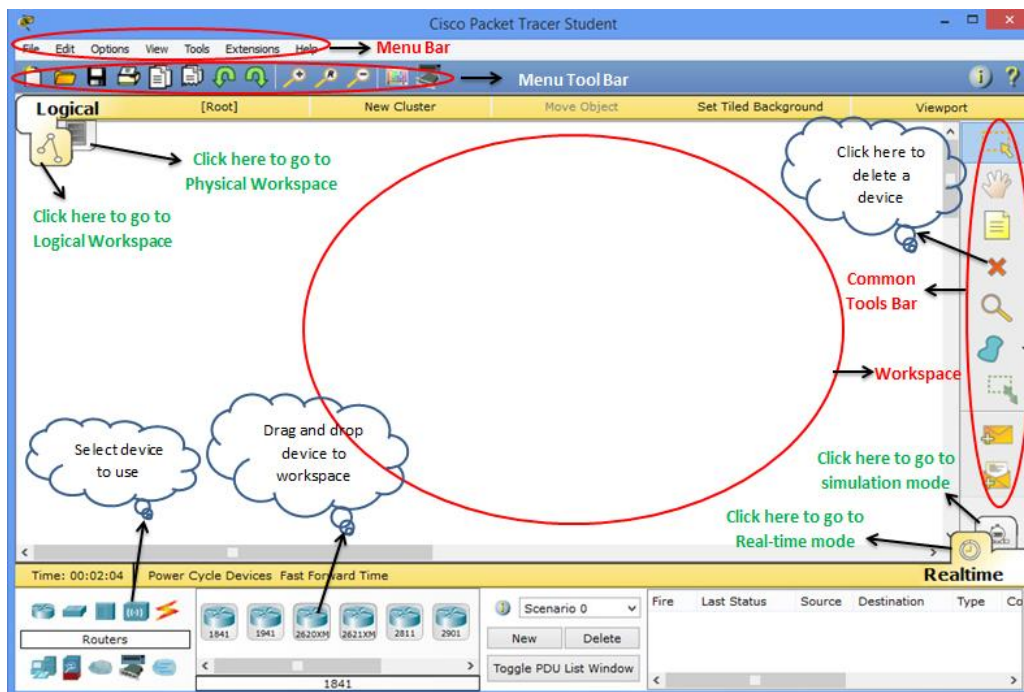 Cisco Packet Tracer Student
File Edit Options View Tools Extensions Help
Menu Bar
Menu Tool Bar
Logical
[Root]
New Cluster
Move Object
Set Tiled Background
Viewport
Click here to go to
Physical Workspace
Click here to go to
Logical Workspace
Click here to
delete a
device
Common
Tools Bar
Workspace
Select device
to use
Drag and drop
device to
workspace
Click here to go to
simulation mode
Click here to go to
Real-time mode
Time: 00:02:04 Power Cycle Devices Fast Forward Time
Realtime
Routers
1841 1941 2620XM 2621XM 2811 2901
1841
Scenario 0
New Delete
Toggle PDU List Window
Fire Last Status Source Destination Type Co